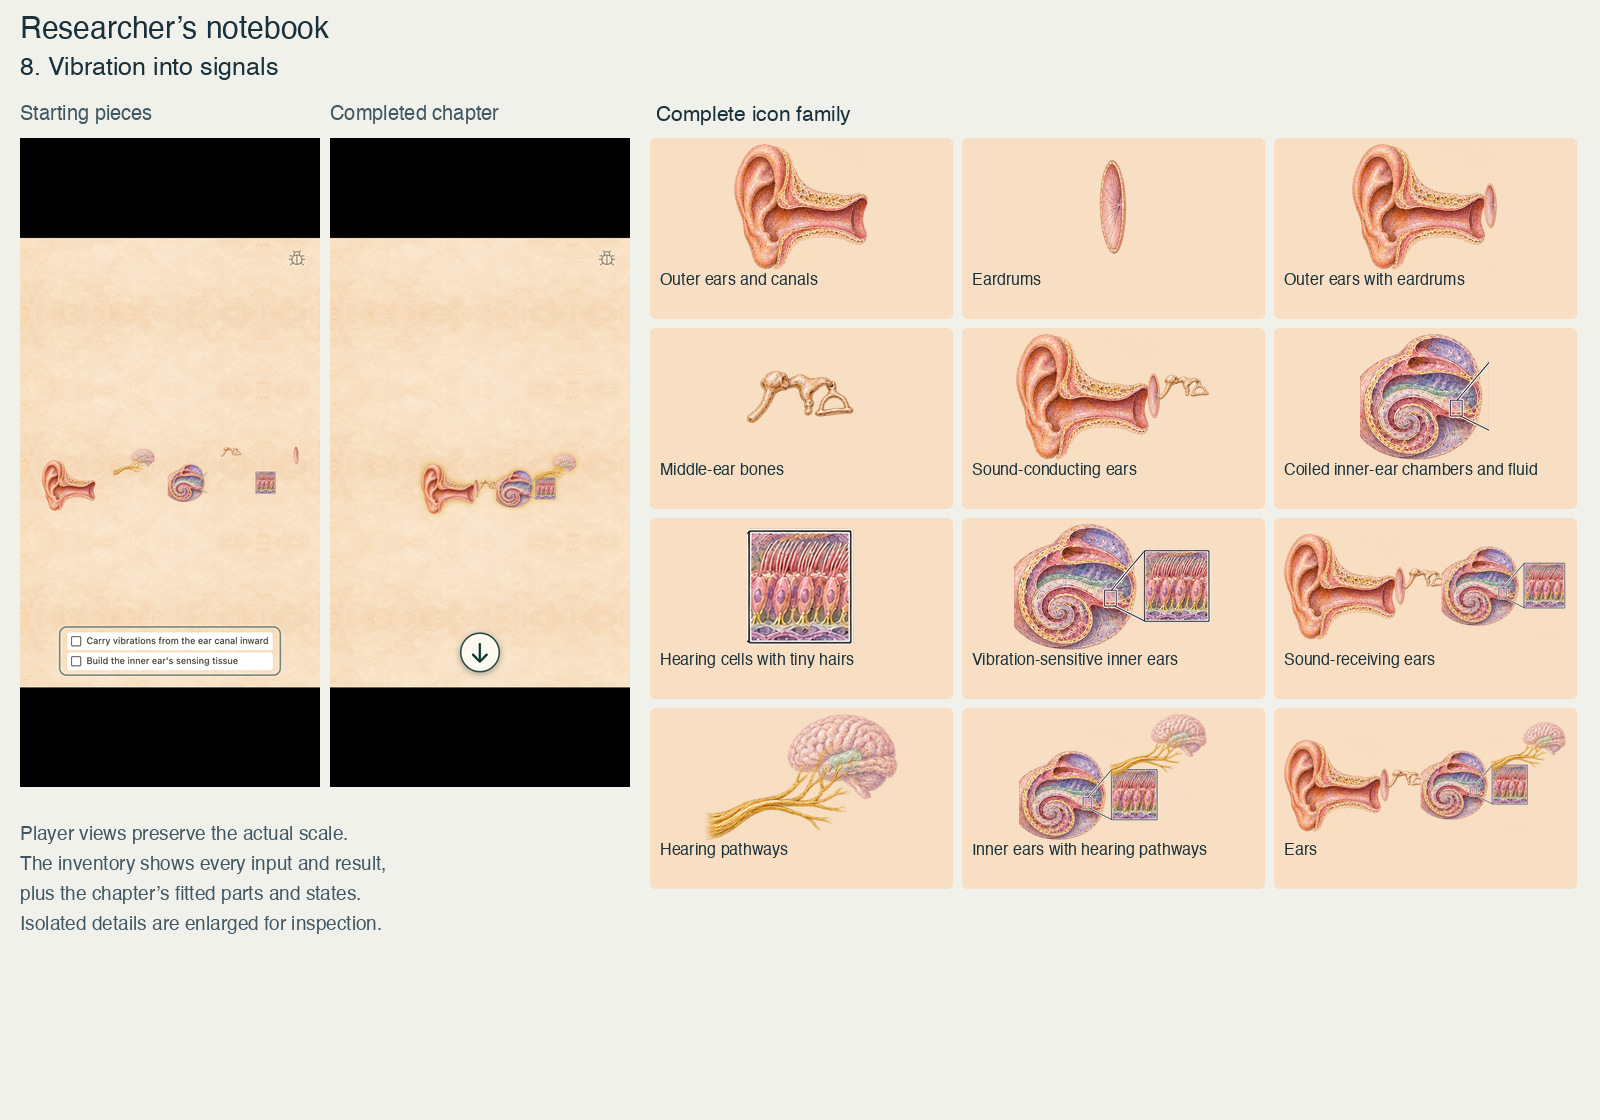 Researcher’s notebook
8. Vibration into signals
Starting pieces
Completed chapter
Complete icon family
Carry vibrations from the ear canal inward
Build the inner ear's sensing tissue
Outer ears and canals
Eardrums
Outer ears with eardrums
Middle-ear bones
Sound-conducting ears
Coiled inner-ear chambers and fluid
Hearing cells with tiny hairs
Vibration-sensitive inner ears
Sound-receiving ears
Hearing pathways
Inner ears with hearing pathways
Ears
Player views preserve the actual scale.
The inventory shows every input and result,
plus the chapter’s fitted parts and states.
Isolated details are enlarged for inspection.